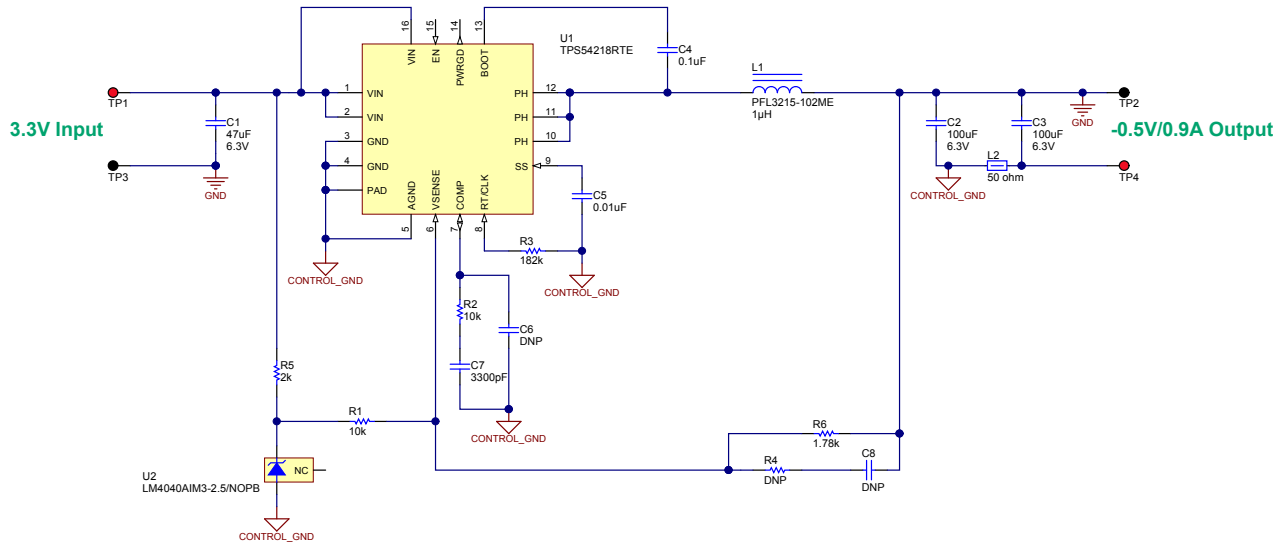 16
15
14
13
VIN
EN
PWRGD
BOOT
U1
TPS54218RTE
C4
0.1uF
L1
PFL3215-102ME
1µH
TP1
3.3V Input
TP3
C1
47uF
6.3V
GND
1
VIN
2
VIN
3
GND
4
GND
PAD
PH
12
PH
11
PH
10
SS
9
AGND
VSENSE
COMP
RT/CLK
5
6
7
8
C5
0.01uF
R3
182k
CONTROL_GND
CONTROL_GND
C2
100uF
6.3V
C3
100uF
6.3V
GND
TP2
-0.5V/0.9A Output
L2
50 ohm
TP4
CONTROL_GND
R2
10k
C6
DNP
C7
3300pF
CONTROL_GND
R5
2k
R1
10k
U2
LM4040AIM3-2.5/NOPB
NC
CONTROL_GND
R6
1.78k
R4
DNP
C8
DNP